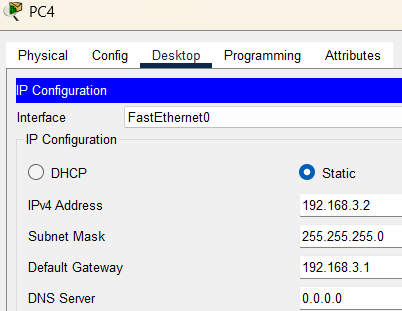 PC4
Physical Config Desktop Programming Attributes
IP Configuration
Interface FastEthernet0
IP Configuration
DHCP Static
IPv4 Address 192.168.3.2
Subnet Mask 255.255.255.0
Default Gateway 192.168.3.1
DNS Server 0.0.0.0